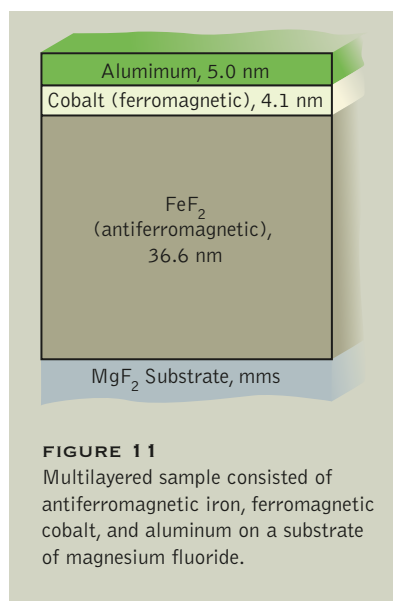 Alumimum, 5.0 nm
Cobalt (ferromagnetic), 4.1 nm
FeF2
(antiferromagnetic),
36.6 nm
MgF2 Substrate, mms
FIGURE 11
Multilayered sample consisted of
antiferromagnetic iron, ferromagnetic
cobalt, and aluminum on a substrate
of magnesium fluoride.